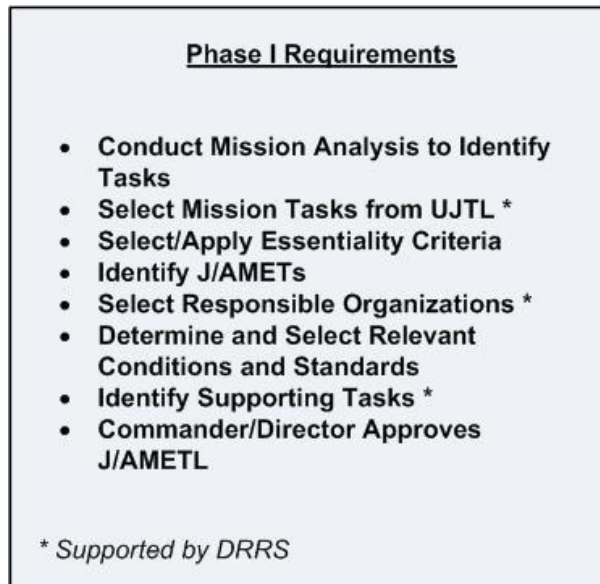 Phase I Requirements
• Conduct Mission Analysis to Identify
Tasks
• Select Mission Tasks from UJTL *
• Select/Apply Essentiality Criteria
• Identify J/AMETs
• Select Responsible Organizations *
• Determine and Select Relevant
Conditions and Standards
• Identify Supporting Tasks *
• Commander/Director Approves
J/AMETL
* Supported by DRRS